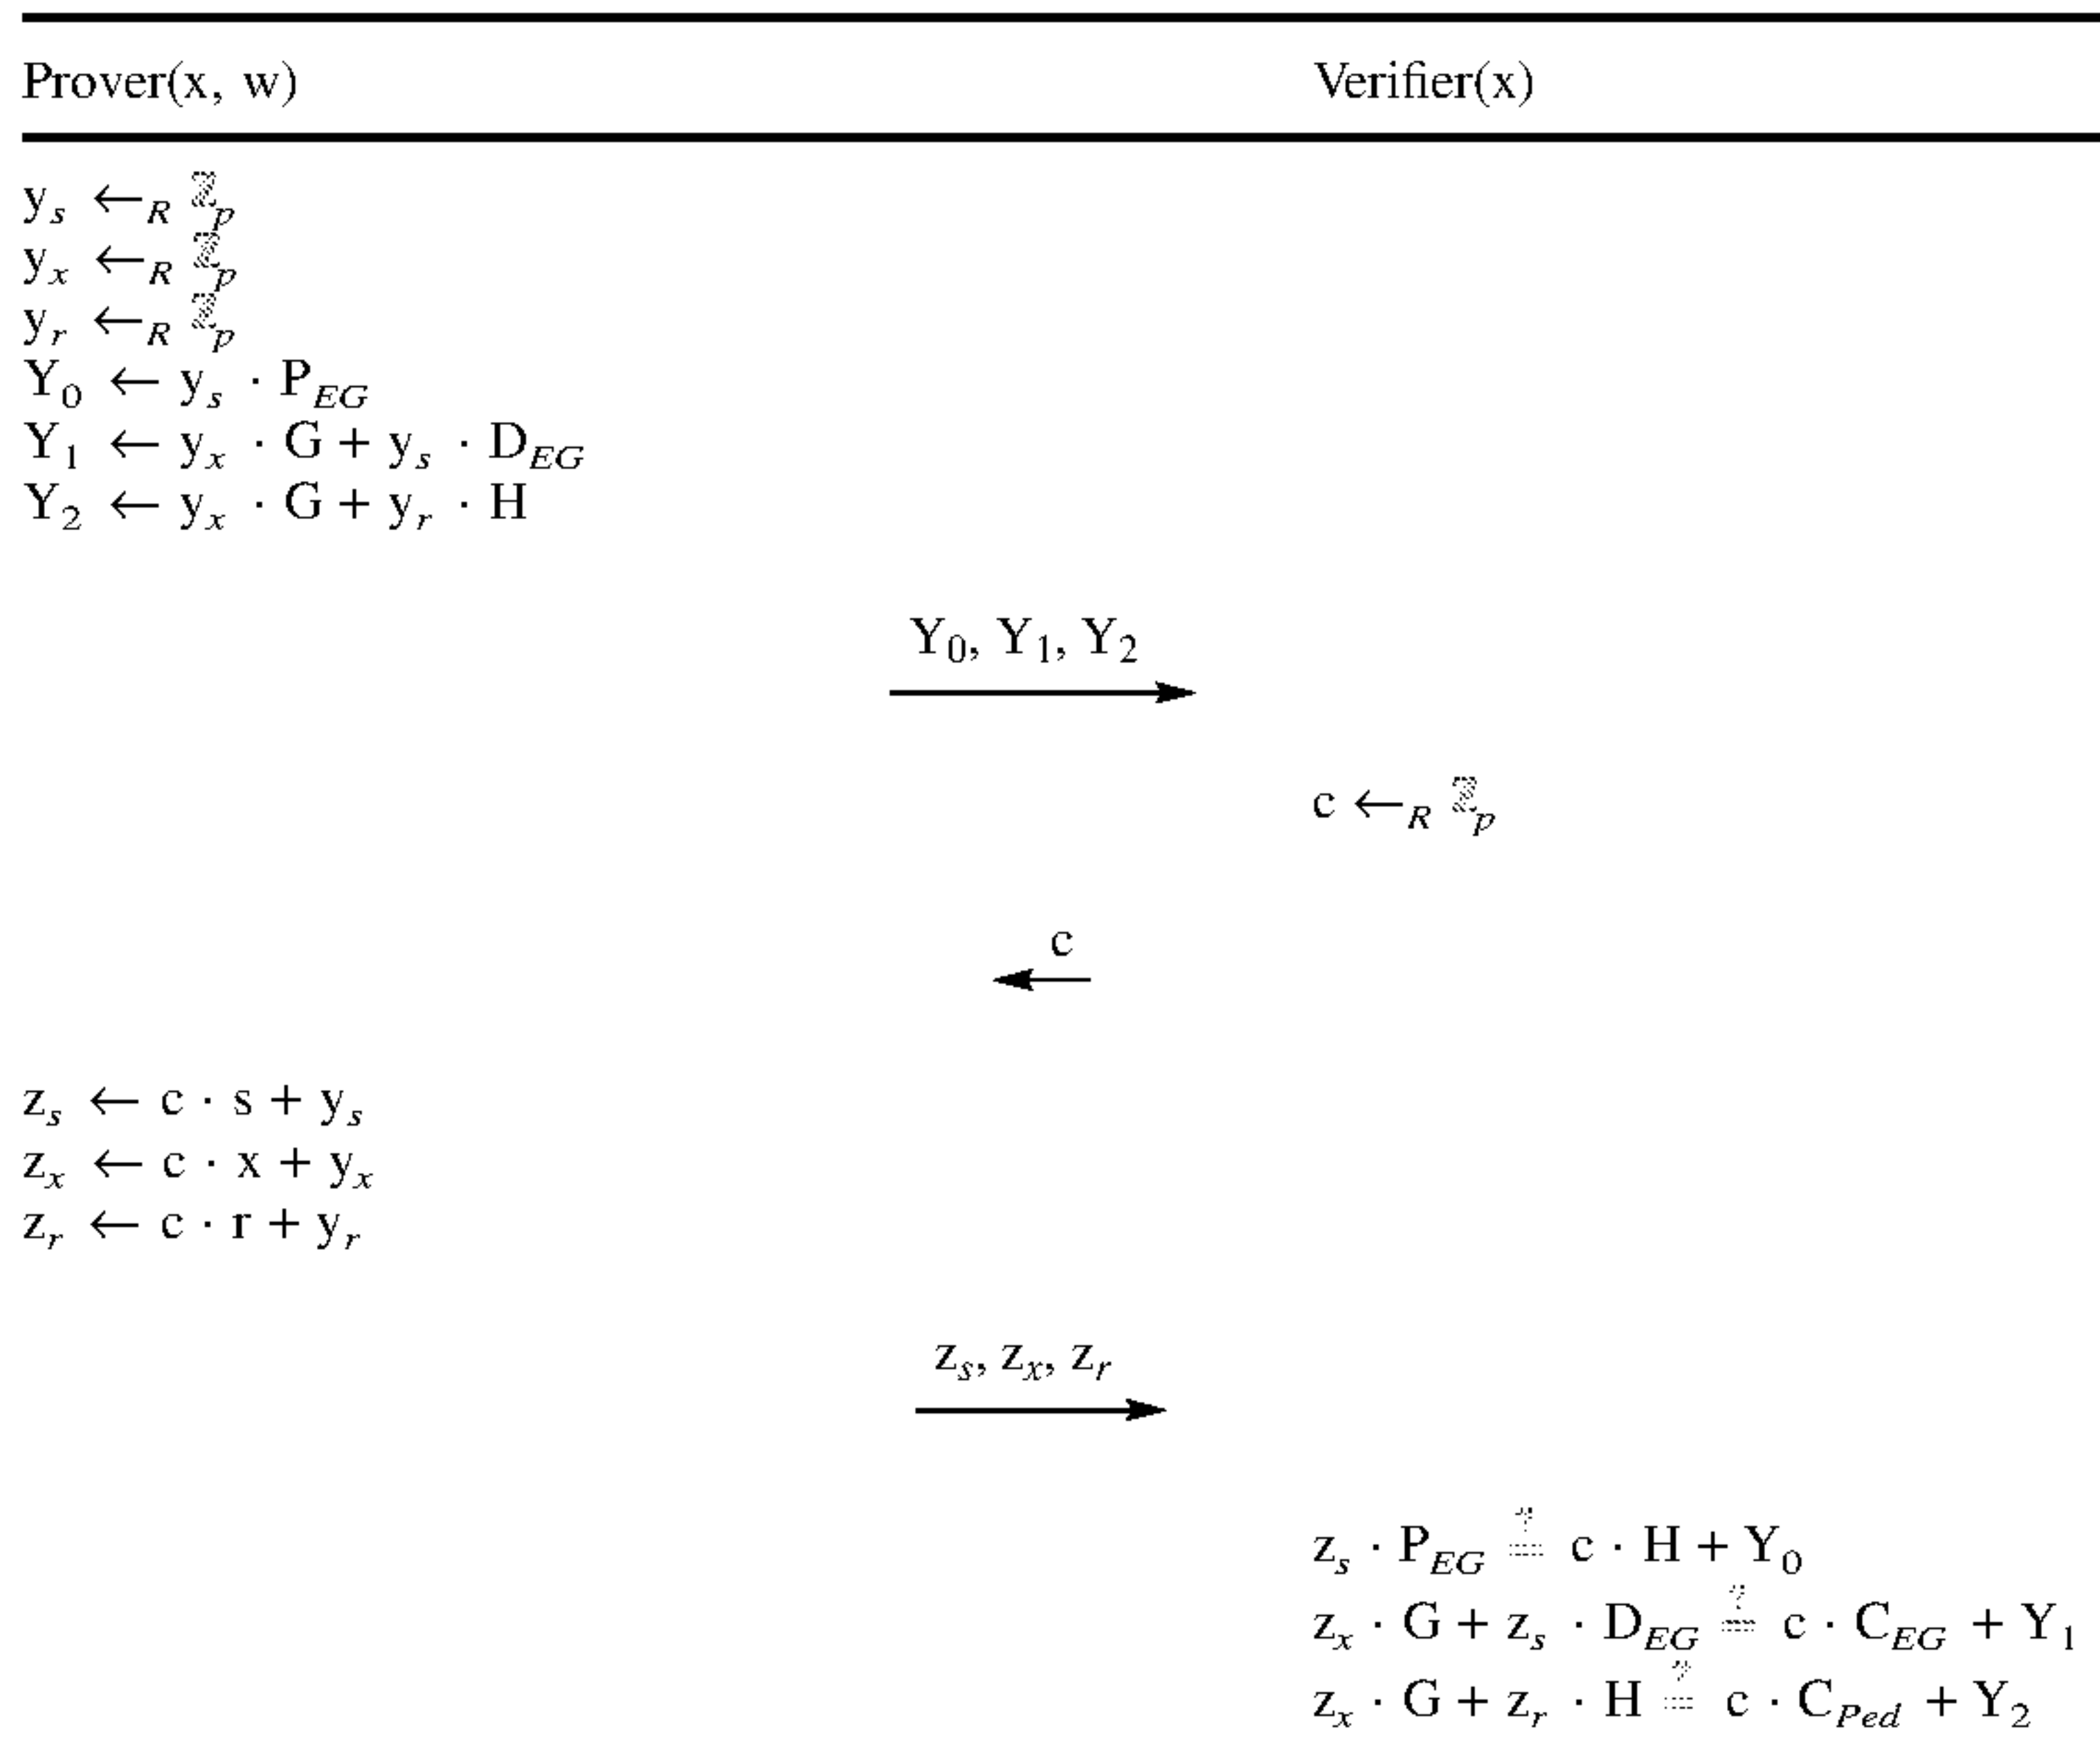 Prover(x, w) Verifier(x)
y_s ←_R ℤ_p
y_x ←_R ℤ_p
y_r ←_R ℤ_p
Y_0 ← y_s · P_EG
Y_1 ← y_x · G + y_s · D_EG
Y_2 ← y_x · G + y_r · H
Y_0, Y_1, Y_2
c ←_R ℤ_p
c
z_s ← c · s + y_s
z_x ← c · x + y_x
z_r ← c · r + y_r
z_s, z_x, z_r
z_s · P_EG ≟ c · H + Y_0
z_x · G + z_s · D_EG ≟ c · C_EG + Y_1
z_x · G + z_r · H ≟ c · C_Ped + Y_2